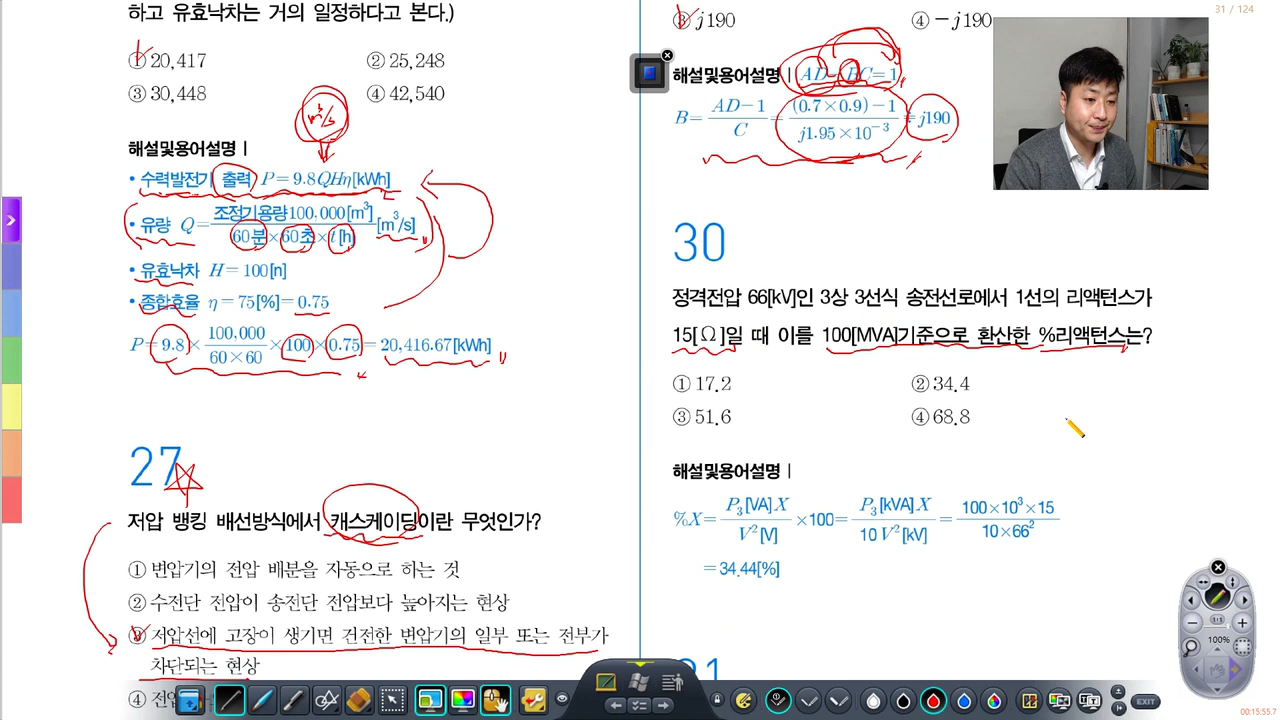 하고 유효낙차는 거의 일정하다고 본다.)
① 20,417 ② 25,248
③ 30,448 ④ 42,540
m³/s
해설및용어설명 |
• 수력발전기 출력 P=9.8QHη[kWh]
• 유량 Q= 조정기용량100,000[m³] / 60분×60초×t[h] [m³/s]
• 유효낙차 H=100[n]
• 종합효율 η=75[%]=0.75
P=9.8× 100,000 / 60×60 ×100×0.75=20,416.67[kWh]
27
저압 뱅킹 배선방식에서 캐스케이딩이란 무엇인가?
① 변압기의 전압 배분을 자동으로 하는 것
② 수전단 전압이 송전단 전압보다 높아지는 현상
③ 저압선에 고장이 생기면 건전한 변압기의 일부 또는 전부가
차단되는 현상
④ 전압
③ j190 ④ -j190
해설및용어설명 | AD-BC=1
B= AD-1 / C = (0.7×0.9)-1 / j1.95×10⁻³ =j190
30
정격전압 66[kV]인 3상 3선식 송전선로에서 1선의 리액턴스가
15[Ω]일 때 이를 100[MVA]기준으로 환산한 %리액턴스는?
① 17.2 ② 34.4
③ 51.6 ④ 68.8
해설및용어설명 |
%X= P₃[VA]X / V²[V] ×100= P₃[kVA]X / 10V²[kV] = 100×10³×15 / 10×66²
=34.44[%]
31 / 124
100%
1:1
EXIT
00:15:55.7